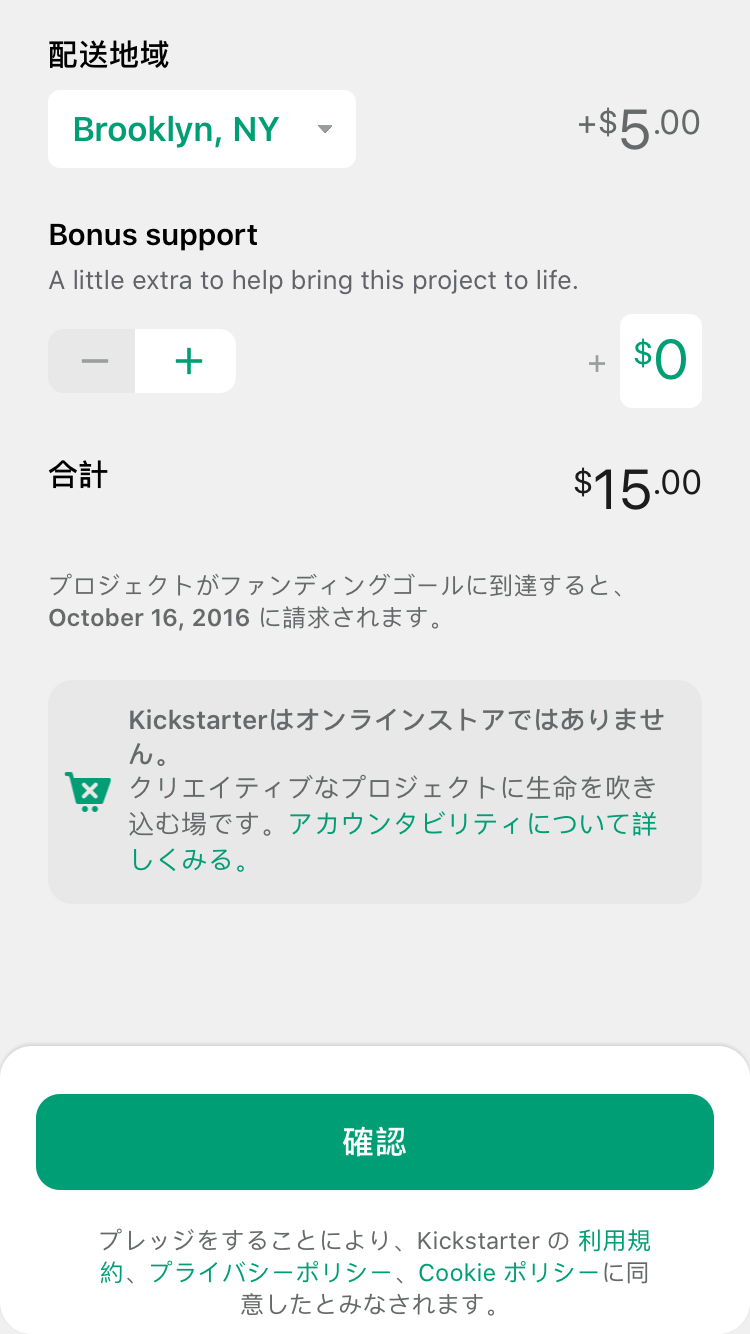 配送地域
Brooklyn, NY
+$5.00
Bonus support
A little extra to help bring this project to life.
− +
+ $0
合計
$15.00
プロジェクトがファンディングゴールに到達すると、
October 16, 2016 に請求されます。
Kickstarterはオンラインストアではありませ
ん。
クリエイティブなプロジェクトに生命を吹き
込む場です。アカウンタビリティについて詳
しくみる。
確認
プレッジをすることにより、Kickstarter の 利用規
約、プライバシーポリシー、Cookie ポリシーに同
意したとみなされます。